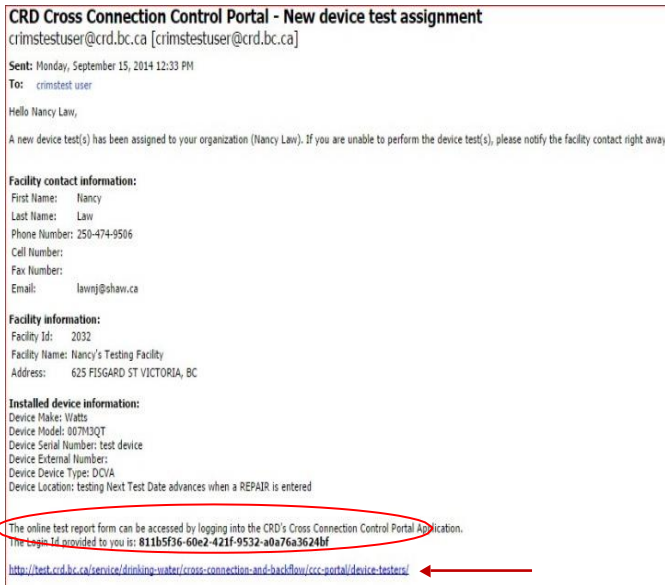 CRD Cross Connection Control Portal - New device test assignment
crimstestuser@crd.bc.ca [crimstestuser@crd.bc.ca]
Sent: Monday, September 15, 2014 12:33 PM
To: crimstest user
Hello Nancy Law,
A new device test(s) has been assigned to your organization (Nancy Law). If you are unable to perform the device test(s), please notify the facility contact right away
Facility contact information:
First Name: Nancy
Last Name: Law
Phone Number: 250-474-9506
Cell Number:
Fax Number:
Email: lawnj@shaw.ca
Facility information:
Facility Id: 2032
Facility Name: Nancy's Testing Facility
Address: 625 FISGARD ST VICTORIA, BC
Installed device information:
Device Make: Watts
Device Model: 007M3QT
Device Serial Number: test device
Device External Number:
Device Device Type: DCVA
Device Location: testing Next Test Date advances when a REPAIR is entered
The online test report form can be accessed by logging into the CRD's Cross Connection Control Portal Application.
The Login Id provided to you is: 811b5f36-60e2-421f-9532-a0a76a3624bf
http://test.crd.bc.ca/service/drinking-water/cross-connection-and-backflow/ccc-portal/device-testers/